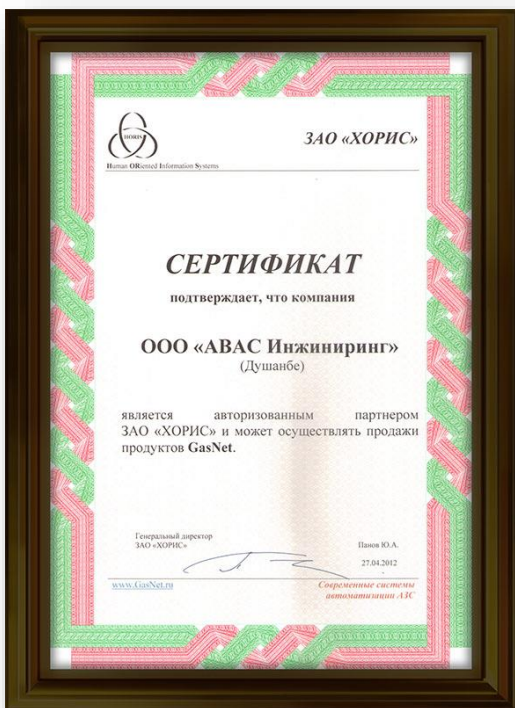 HORIS
ЗАО «ХОРИС»
Human ORiented Information Systems
СЕРТИФИКАТ
подтверждает, что компания
ООО «АВАС Инжиниринг»
(Душанбе)
является авторизованным партнером
ЗАО «ХОРИС» и может осуществлять продажи
продуктов GasNet.
Генеральный директор
ЗАО «ХОРИС»
Панов Ю.А.
27.04.2012
www.GasNet.ru
Современные системы
автоматизации АЗС